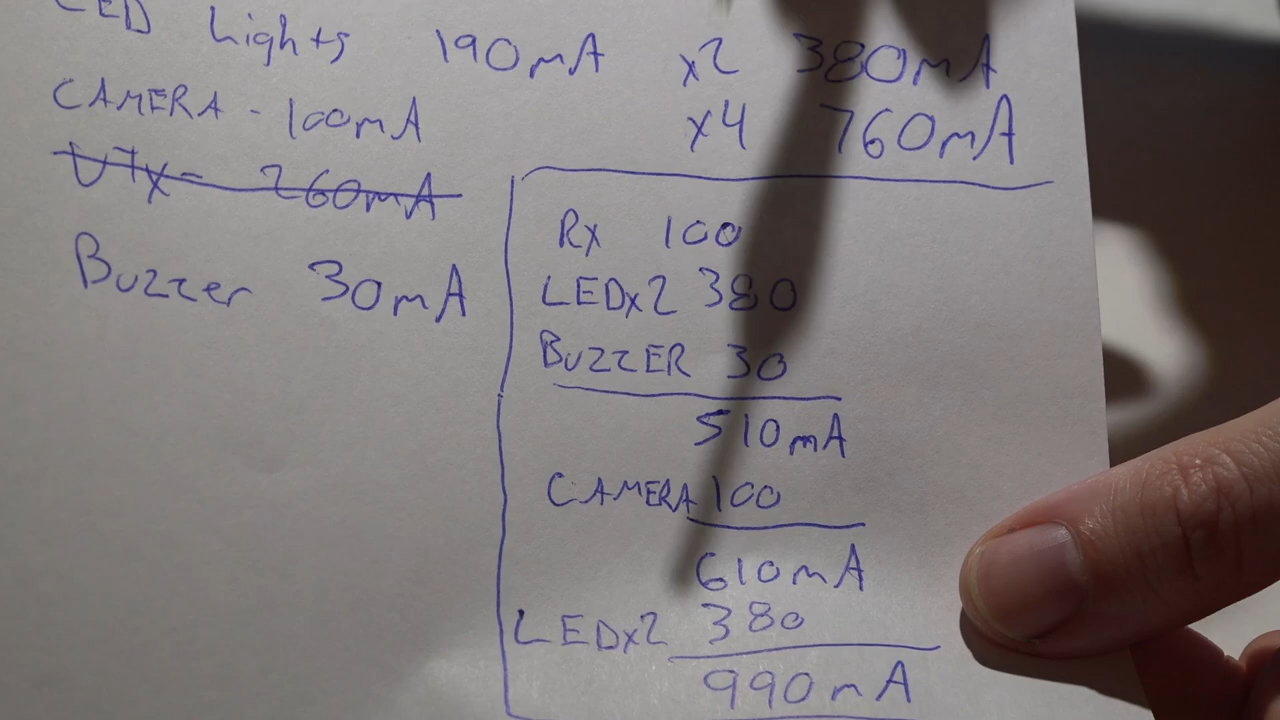 LED Lights 190mA x2 380mA
CAMERA - 100mA x4 760mA
VTx- 260mA
Buzzer 30mA
Rx 100
LEDx2 380
BUZZER 30
510mA
CAMERA 100
610mA
LEDx2 380
990mA